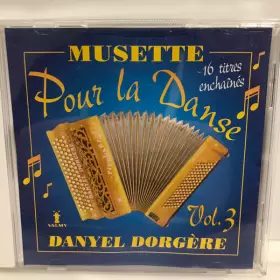 MUSETTE
Pour la Danse
16 titres
enchaînés
Vol.3
VALMY
DANYEL DORGÈRE